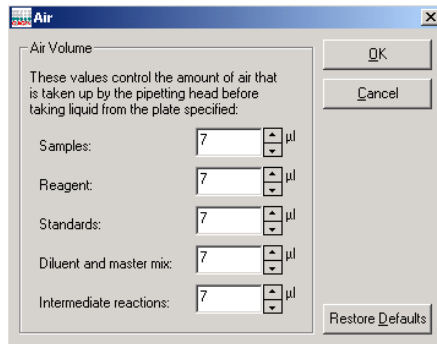 Air
Air Volume
These values control the amount of air that
is taken up by the pipetting head before
taking liquid from the plate specified:
Samples: 7 µl
Reagent: 7 µl
Standards: 7 µl
Diluent and master mix: 7 µl
Intermediate reactions: 7 µl
OK
Cancel
Restore Defaults